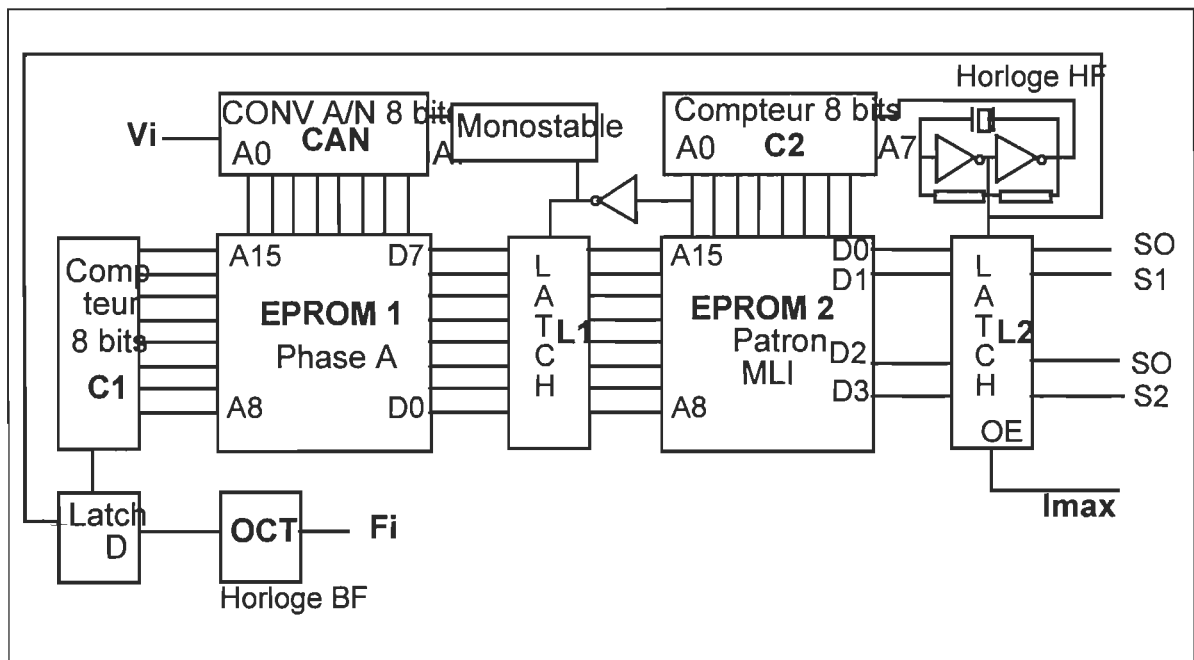 Horloge HF
CONV A/N 8 bits
CAN
Vi
A0
Monostable
Compteur 8 bits
A0
C2
A7
Comp
teur
8 bits
C1
A15
D7
EPROM 1
Phase A
A8
D0
LATCH
L1
A15
D0
D1
EPROM 2
Patron
MLI
D2
D3
A8
LATCH
L2
OE
SO
S1
SO
S2
Imax
Latch
D
OCT
Fi
Horloge BF